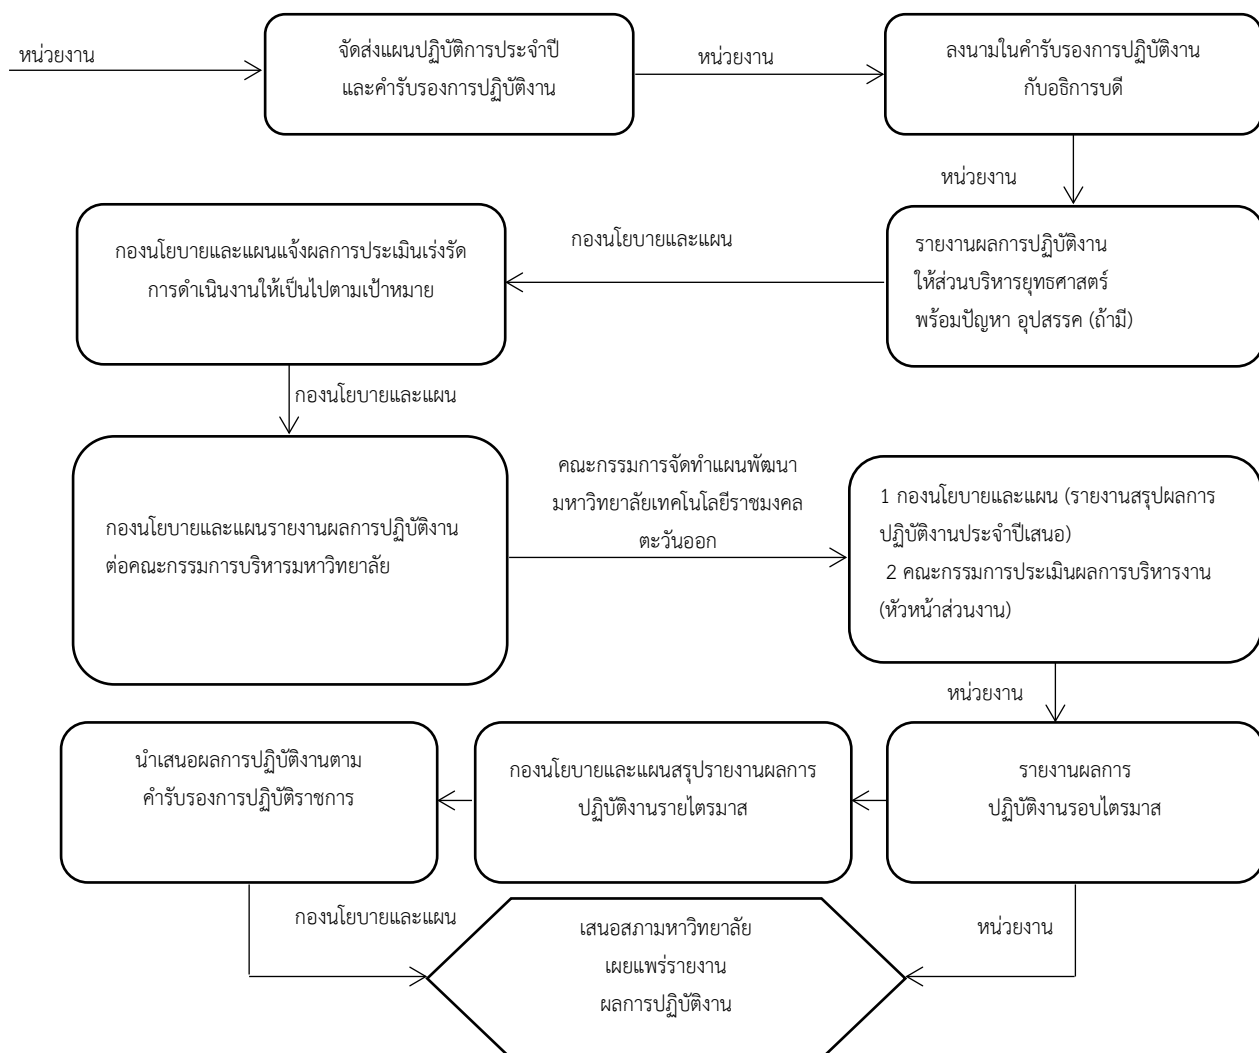 หน่วยงาน
จัดส่งแผนปฏิบัติการประจำปี
และคำรับรองการปฏิบัติงาน
หน่วยงาน
ลงนามในคำรับรองการปฏิบัติงาน
กับอธิการบดี
หน่วยงาน
รายงานผลการปฏิบัติงาน
ให้ส่วนบริหารยุทธศาสตร์
พร้อมปัญหา อุปสรรค (ถ้ามี)
กองนโยบายและแผน
กองนโยบายและแผนแจ้งผลการประเมินเร่งรัด
การดำเนินงานให้เป็นไปตามเป้าหมาย
กองนโยบายและแผน
กองนโยบายและแผนรายงานผลการปฏิบัติงาน
ต่อคณะกรรมการบริหารมหาวิทยาลัย
คณะกรรมการจัดทำแผนพัฒนา
มหาวิทยาลัยเทคโนโลยีราชมงคล
ตะวันออก
1 กองนโยบายและแผน (รายงานสรุปผลการ
ปฏิบัติงานประจำปีเสนอ)
2 คณะกรรมการประเมินผลการบริหารงาน
(หัวหน้าส่วนงาน)
หน่วยงาน
รายงานผลการ
ปฏิบัติงานรอบไตรมาส
กองนโยบายและแผนสรุปรายงานผลการ
ปฏิบัติงานรายไตรมาส
นำเสนอผลการปฏิบัติงานตาม
คำรับรองการปฏิบัติราชการ
กองนโยบายและแผน
หน่วยงาน
เสนอสภามหาวิทยาลัย
เผยแพร่รายงาน
ผลการปฏิบัติงาน